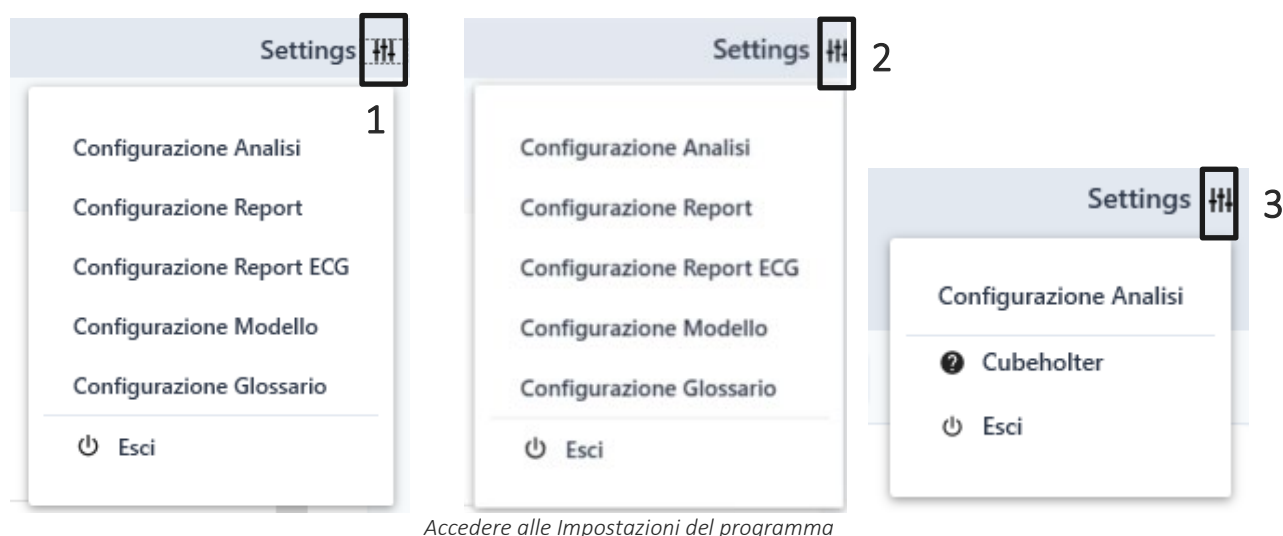 Settings
1
Configurazione Analisi
Configurazione Report
Configurazione Report ECG
Configurazione Modello
Configurazione Glossario
Esci
Settings
2
Configurazione Analisi
Configurazione Report
Configurazione Report ECG
Configurazione Modello
Configurazione Glossario
Esci
Settings
3
Configurazione Analisi
Cubeholter
Esci
Accedere alle Impostazioni del programma